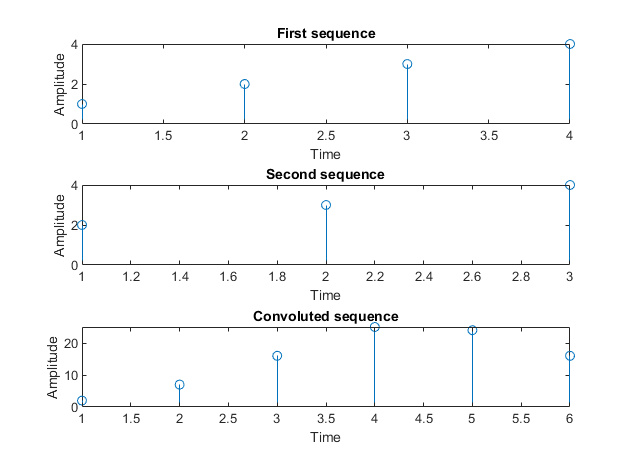 First sequence
4
2
0
Amplitude
1 1.5 2 2.5 3 3.5 4
Time
Second sequence
4
2
0
Amplitude
1 1.2 1.4 1.6 1.8 2 2.2 2.4 2.6 2.8 3
Time
Convoluted sequence
20
10
0
Amplitude
1 1.5 2 2.5 3 3.5 4 4.5 5 5.5 6
Time